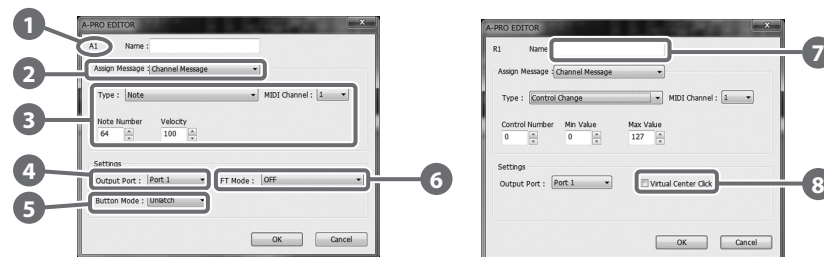 A-PRO EDITOR
1
A1 Name :
2
Assign Message : Channel Message
3
Type : Note MIDI Channel : 1
Note Number Velocity
64 100
Settings
4
Output Port : Port 1 FT Mode : OFF
6
5
Button Mode : Unlatch
OK Cancel
A-PRO EDITOR
R1 Name
7
Assign Message : Channel Message
Type : Control Change MIDI Channel : 1
Control Number Min Value Max Value
0 0 127
Settings
Output Port : Port 1 Virtual Center Click
8
OK Cancel